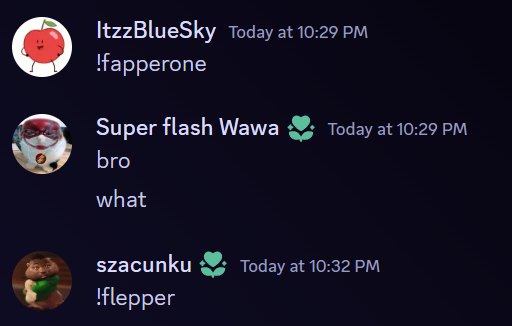 ItzzBlueSky Today at 10:29 PM
!fapperone
Super flash Wawa Today at 10:29 PM
bro
what
szacunku Today at 10:32 PM
!flepper